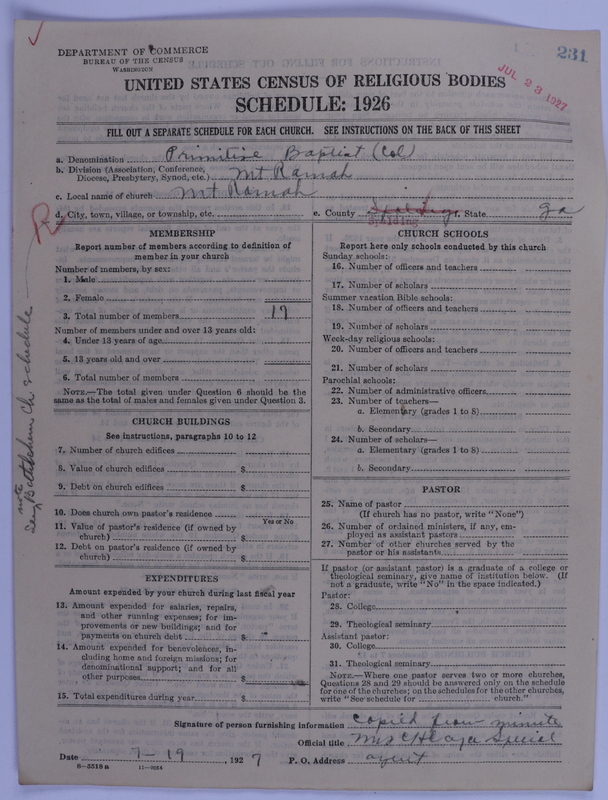 231
DEPARTMENT OF COMMERCE
BUREAU OF THE CENSUS
WASHINGTON
JUL 23 1927
UNITED STATES CENSUS OF RELIGIOUS BODIES
SCHEDULE: 1926
FILL OUT A SEPARATE SCHEDULE FOR EACH CHURCH. SEE INSTRUCTIONS ON THE BACK OF THIS SHEET
a. Denomination Primitive Baptist (Col)
b. Division (Association, Conference, Diocese, Presbytery, Synod, etc.) Mt Ramah
c. Local name of church Mt Ramah
d. City, town, village, or township, etc. e. County Spalding f. State Ga
R
note
Bethlehem Ch schedule
MEMBERSHIP
Report number of members according to definition of
member in your church
Number of members, by sex:
1. Male
2. Female
3. Total number of members 17
Number of members under and over 13 years old:
4. Under 13 years of age
5. 13 years old and over
6. Total number of members
NOTE.—The total given under Question 6 should be the
same as the total of males and females given under Question 3.
CHURCH BUILDINGS
See instructions, paragraphs 10 to 12
7. Number of church edifices
8. Value of church edifices $
9. Debt on church edifices $
10. Does church own pastor's residence
Yes or No
11. Value of pastor's residence (if owned by
church) $
12. Debt on pastor's residence (if owned by
church) $
EXPENDITURES
Amount expended by your church during last fiscal year
13. Amount expended for salaries, repairs,
and other running expenses; for im-
provements or new buildings; and for
payments on church debt $
14. Amount expended for benevolences, in-
cluding home and foreign missions; for
denominational support; and for all
other purposes $
15. Total expenditures during year $
CHURCH SCHOOLS
Report here only schools conducted by this church
Sunday schools:
16. Number of officers and teachers
17. Number of scholars
Summer vacation Bible schools:
18. Number of officers and teachers
19. Number of scholars
Week-day religious schools:
20. Number of officers and teachers
21. Number of scholars
Parochial schools:
22. Number of administrative officers
23. Number of teachers—
a. Elementary (grades 1 to 8)
b. Secondary
24. Number of scholars—
a. Elementary (grades 1 to 8)
b. Secondary
PASTOR
25. Name of pastor
(If church has no pastor, write "None")
26. Number of ordained ministers, if any, em-
ployed as assistant pastors
27. Number of other churches served by the
pastor or his assistants
If pastor (or assistant pastor) is a graduate of a college or
theological seminary, give name of institution below. (If
not a graduate, write "No" in the space indicated.)
Pastor:
28. College
29. Theological seminary
Assistant pastor:
30. College
31. Theological seminary
NOTE.—Where one pastor serves two or more churches,
Questions 28 and 29 should be answered only on the schedule
for one of the churches; on the schedules for the other churches,
write "See schedule for church."
Signature of person furnishing information Copied from minute
Official title Mrs Special
Date 7-19, 1927 P. O. Address agent
8-5518a 11-9064